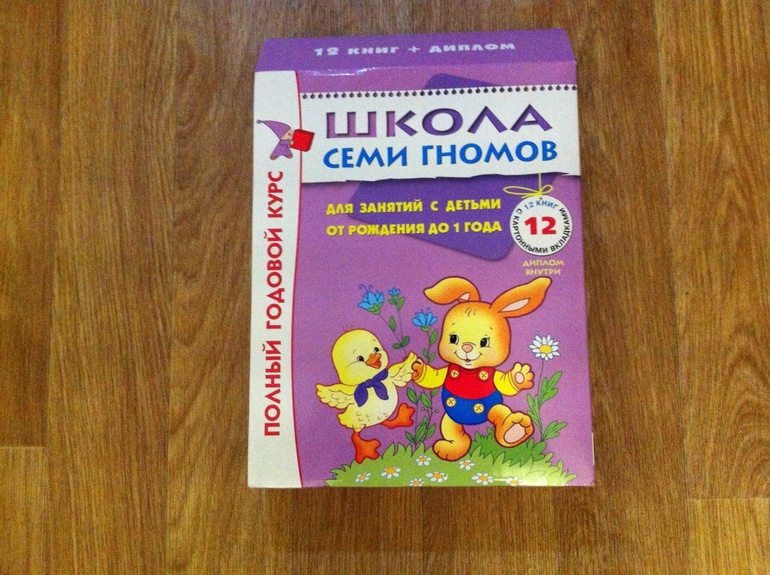 12 КНИГ + ДИПЛОМ
ШКОЛА
СЕМИ ГНОМОВ
ДЛЯ ЗАНЯТИЙ С ДЕТЬМИ
ОТ РОЖДЕНИЯ ДО 1 ГОДА
12 КНИГ
С КАРТОННЫМИ ВКЛАДКАМИ
12
ДИПЛОМ
ВНУТРИ
ПОЛНЫЙ ГОДОВОЙ КУРС